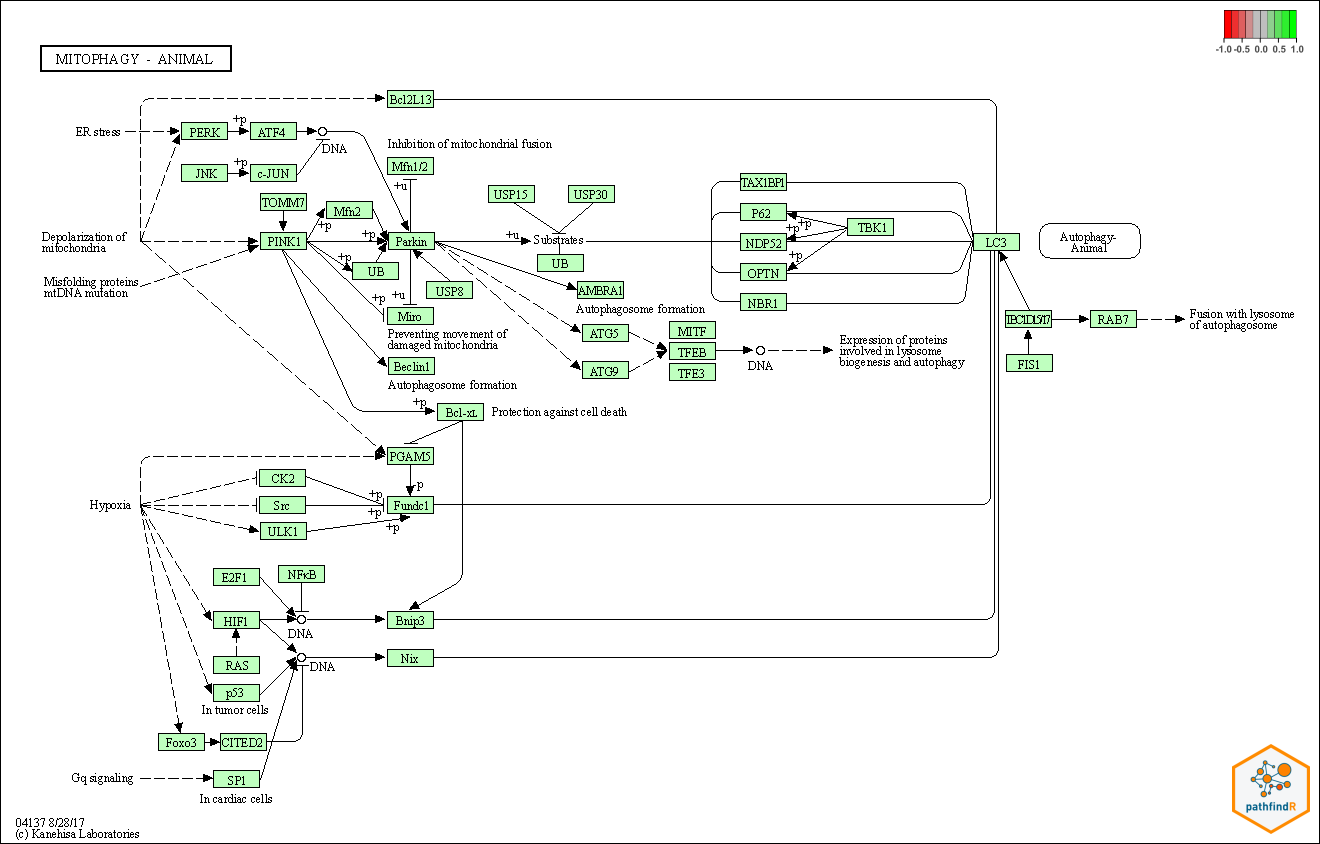 -1.0 -0.5 0.0 0.5 1.0
MITOPHAGY - ANIMAL
Bcl2L13
ER stress
PERK
+p
ATF4
DNA
Inhibition of mitochondrial fusion
JNK
+p
c-JUN
Mfn1/2
+u
TOMM7
Mfn2
USP15
USP30
TAX1BP1
P62
+p
+p
TBK1
Depolarization of
mitochondria
PINK1
+p
+p
Parkin
+u
Substrates
NDP52
LC3
Autophagy-
Animal
+p
UB
UB
+p
OPTN
Misfolding proteins
mtDNA mutation
USP8
AMBRA1
NBR1
+p
+u
Autophagosome formation
Miro
Preventing movement of
damaged mitochondria
ATG5
MITF
TFEB
TFE3
ATG9
DNA
Expression of proteins
involved in lysosome
biogenesis and autophagy
TBC1D15/17
RAB7
Fusion with lysosome
of autophagosome
FIS1
Beclin1
Autophagosome formation
+p
Bcl-xL
Protection against cell death
PGAM5
-p
Hypoxia
CK2
+p
Src
+p
Fundc1
ULK1
+p
E2F1
NFκB
HIF1
DNA
Bnip3
RAS
DNA
Nix
p53
In tumor cells
Foxo3
CITED2
Gq signaling
SP1
In cardiac cells
04137 8/28/17
(c) Kanehisa Laboratories
pathfindR